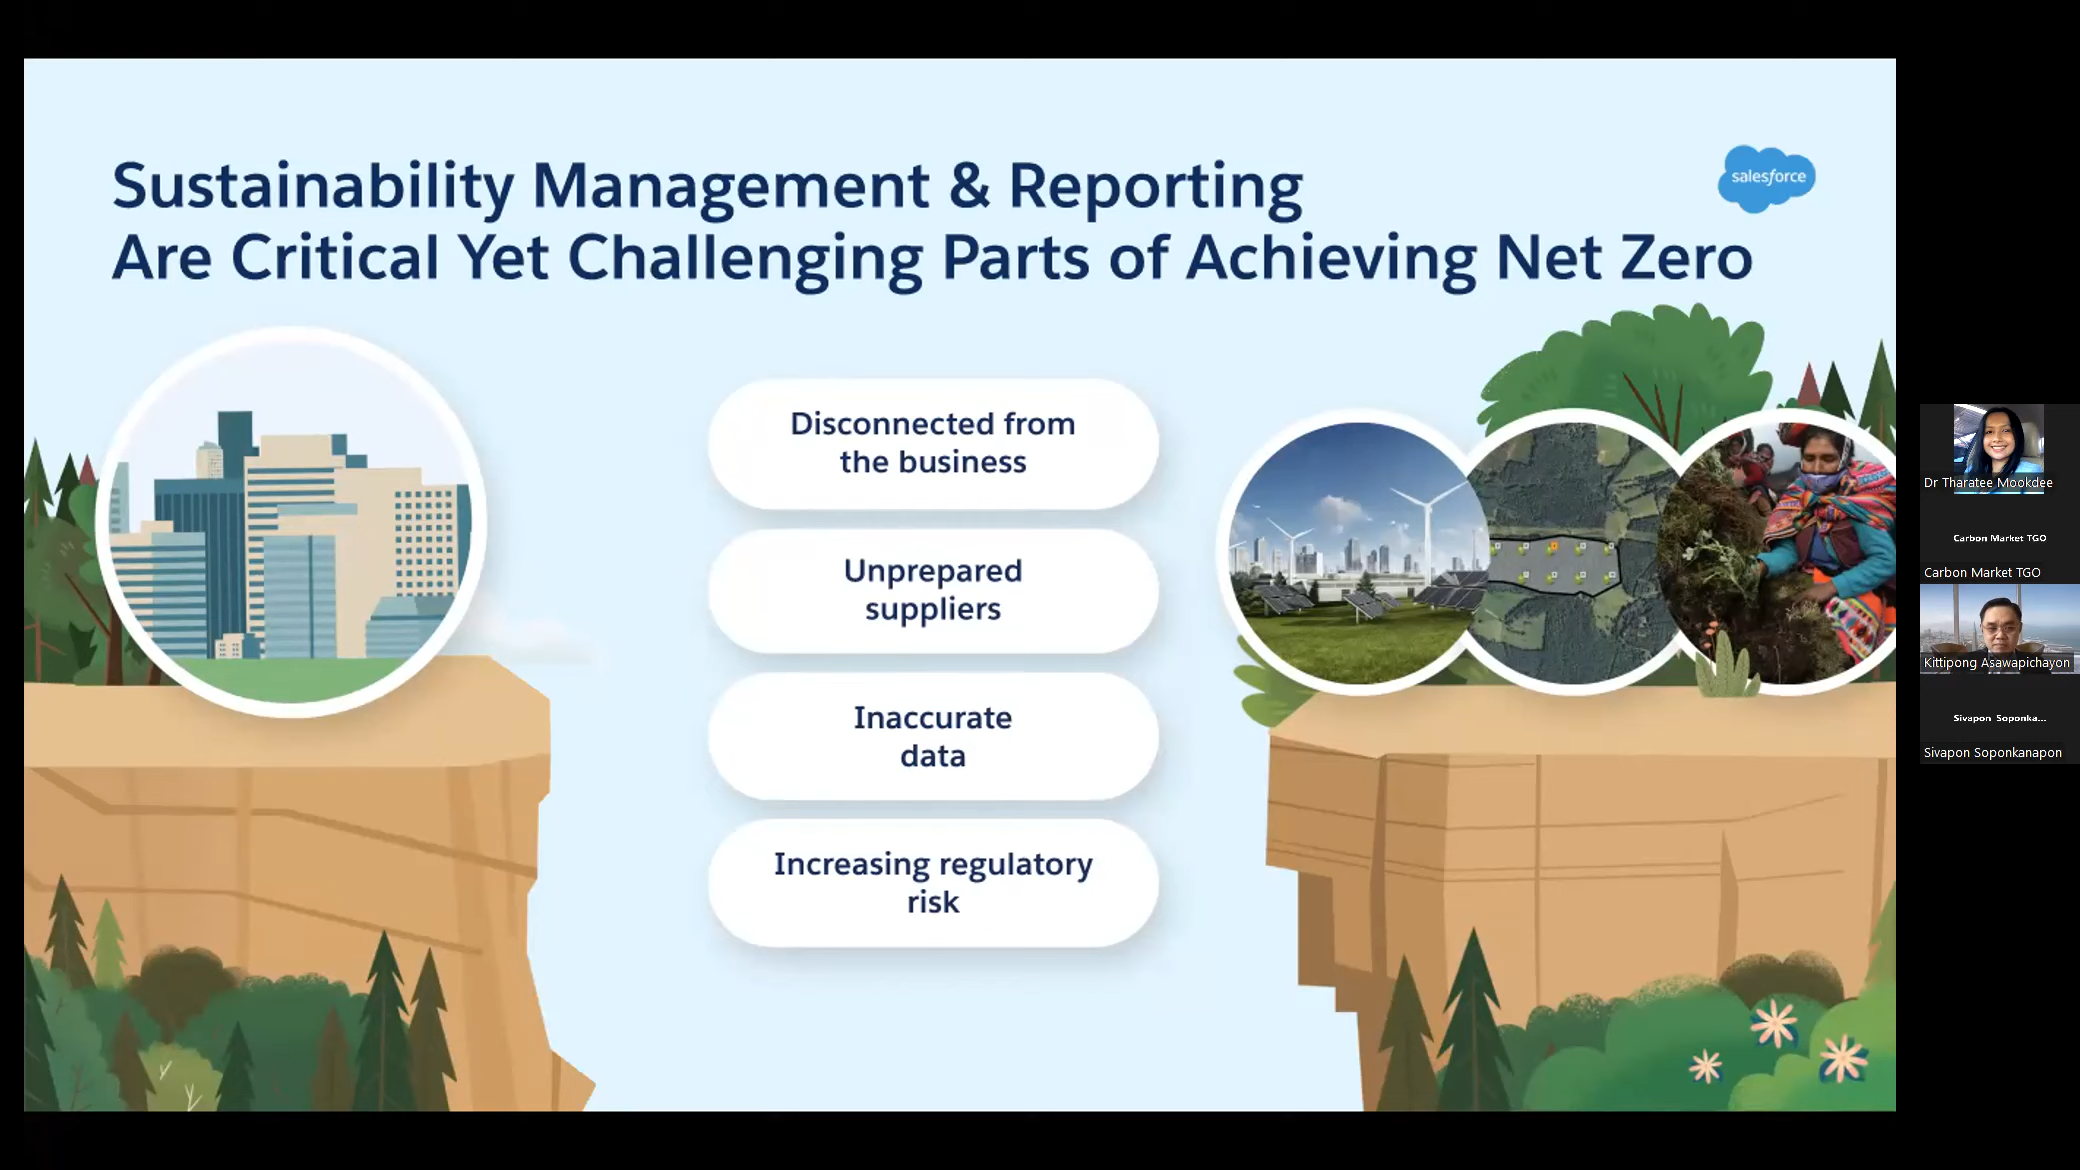 Sustainability Management & Reporting
Are Critical Yet Challenging Parts of Achieving Net Zero
salesforce
Disconnected from
the business
Unprepared
suppliers
Inaccurate
data
Increasing regulatory
risk
Dr Tharatee Mookdee
Carbon Market TGO
Carbon Market TGO
Kittipong Asawapichayon
Sivapon Soponka...
Sivapon Soponkanapon